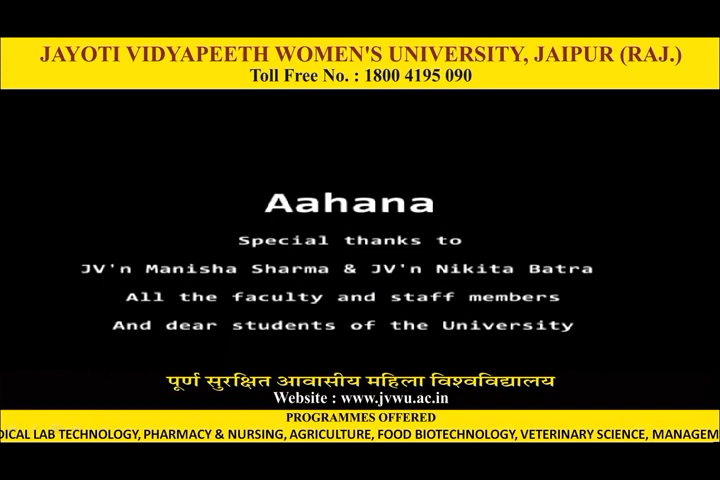 JAYOTI VIDYAPEETH WOMEN'S UNIVERSITY, JAIPUR (RAJ.)
Toll Free No. : 1800 4195 090
Aahana
Special thanks to
JV'n Manisha Sharma & JV'n Nikita Batra
All the faculty and staff members
And dear students of the University
पूर्ण सुरक्षित आवासीय महिला विश्वविद्यालय
Website : www.jvwu.ac.in
PROGRAMMES OFFERED
DICAL LAB TECHNOLOGY, PHARMACY & NURSING, AGRICULTURE, FOOD BIOTECHNOLOGY, VETERINARY SCIENCE, MANAGEM